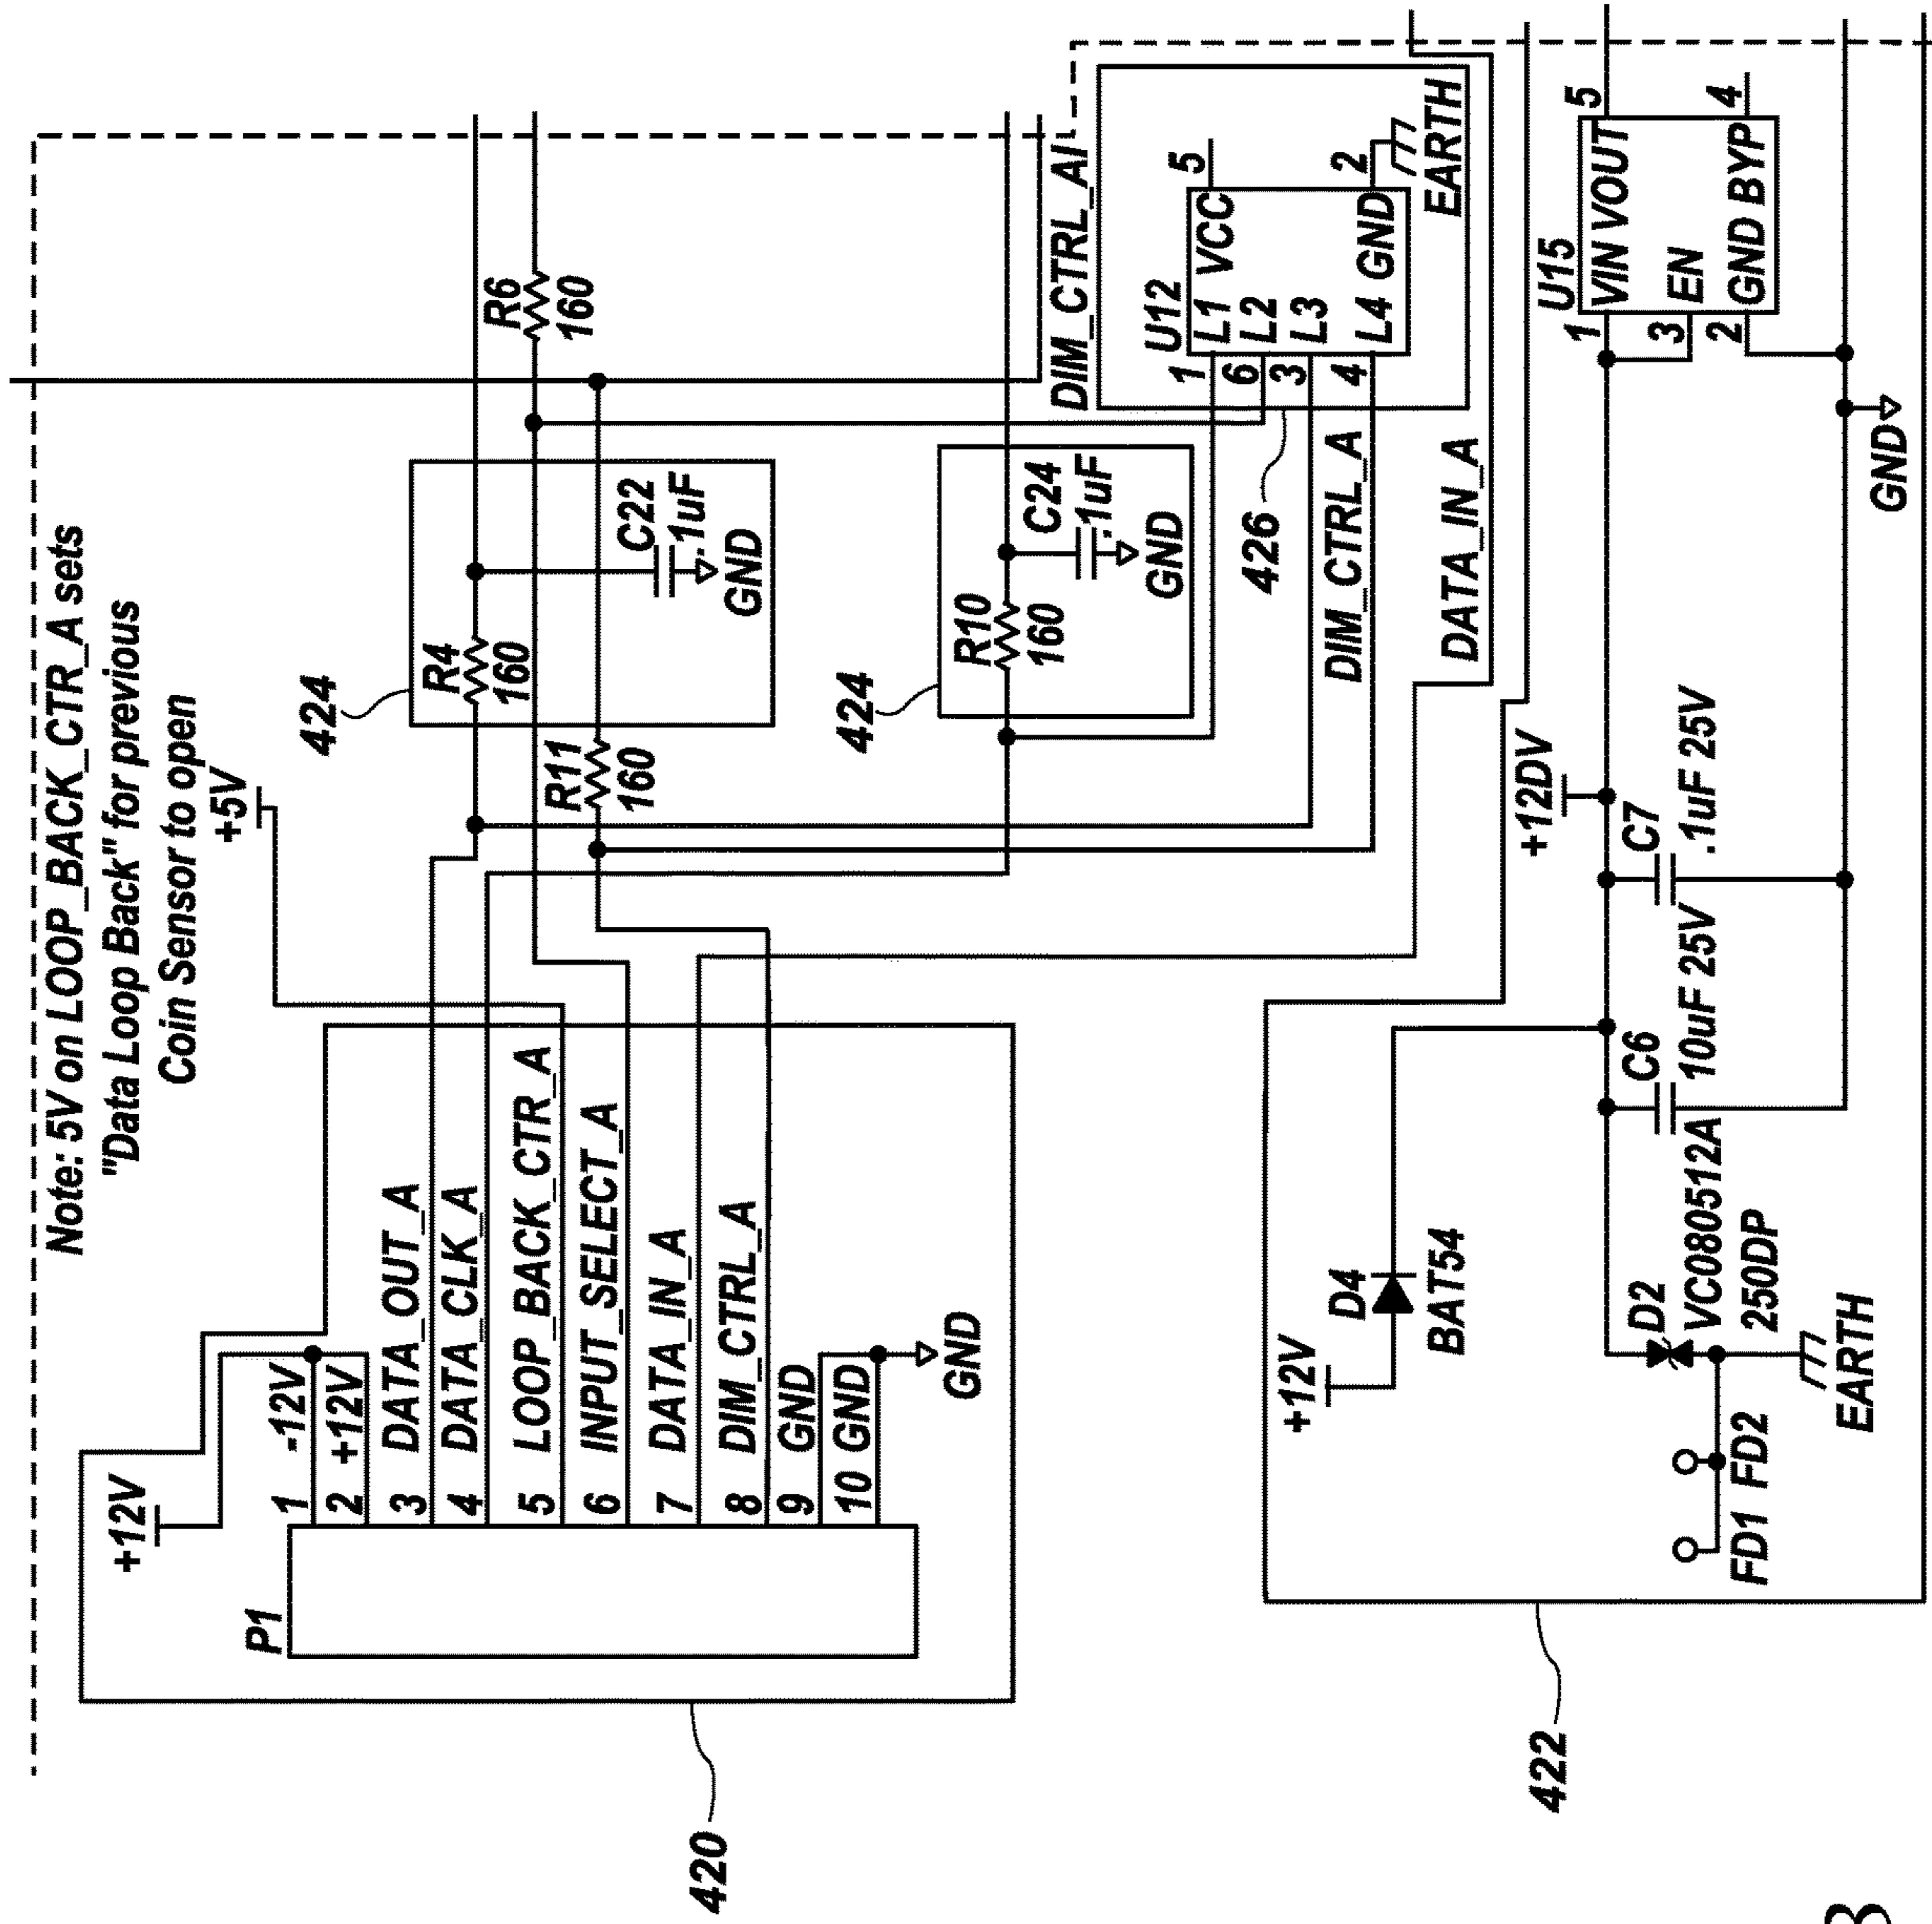 Note: 5V on LOOP_BACK_CTR_A sets
"Data Loop Back" for previous
Coin Sensor to open
+5V
+12V
P1
1 -12V
2 +12V
3 DATA_OUT_A
4 DATA_CLK_A
5 LOOP_BACK_CTR_A
6 INPUT_SELECT_A
7 DATA_IN_A
8 DIM_CTRL_A
9 GND
10 GND
GND
420
424
R4
160
C22
.1uF
GND
R6
160
R11
160
424
R10
160
C24
.1uF
GND
DIM_CTRL_AI
U12
1 L1 VCC 5
6 L2
3 L3
4 L4 GND 2
EARTH
426
DIM_CTRL_A
DATA_IN_A
422
+12V
D4
BAT54
+12DV
D2
VC080512A
250DP
FD1 FD2
EARTH
C6
10uF 25V
C7
.1uF 25V
U15
1 VIN VOUT 5
3 EN
2 GND BYP 4
GND
3